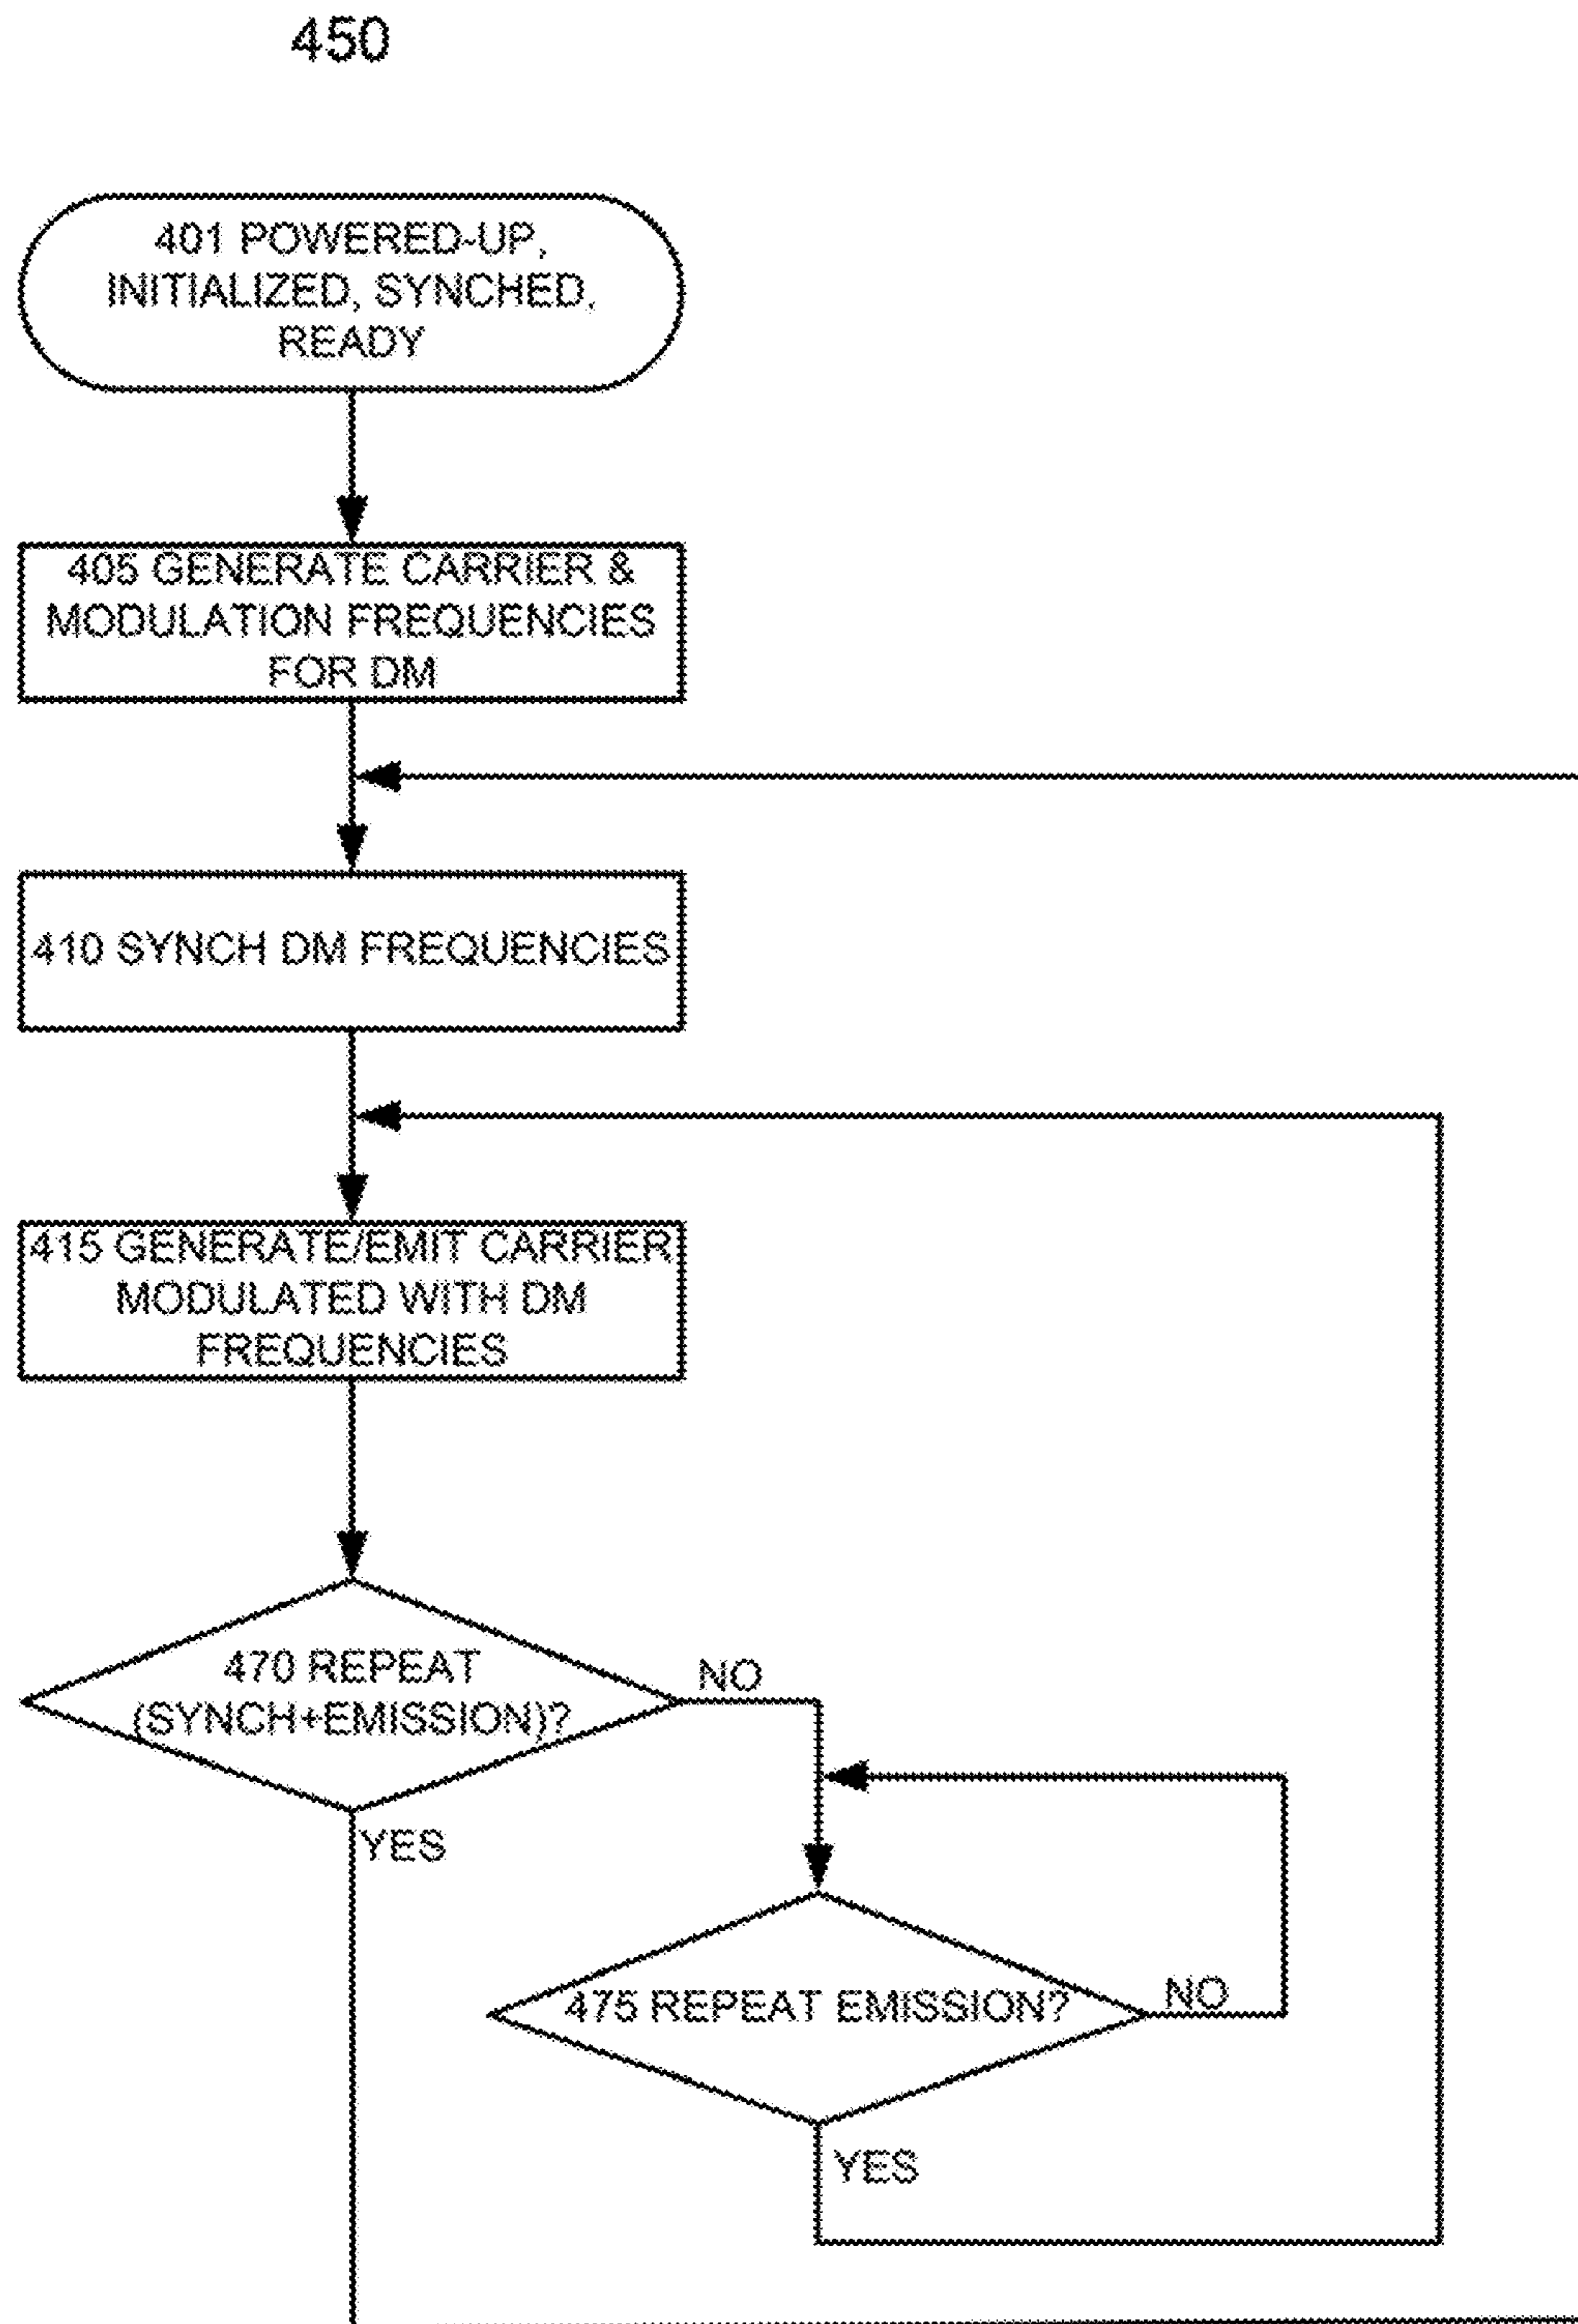 450
401 POWERED-UP,
INITIALIZED, SYNCHED,
READY
405 GENERATE CARRIER &
MODULATION FREQUENCIES
FOR DM
410 SYNCH DM FREQUENCIES
415 GENERATE/EMIT CARRIER
MODULATED WITH DM
FREQUENCIES
470 REPEAT
(SYNCH+EMISSION)?
NO
YES
475 REPEAT EMISSION?
NO
YES